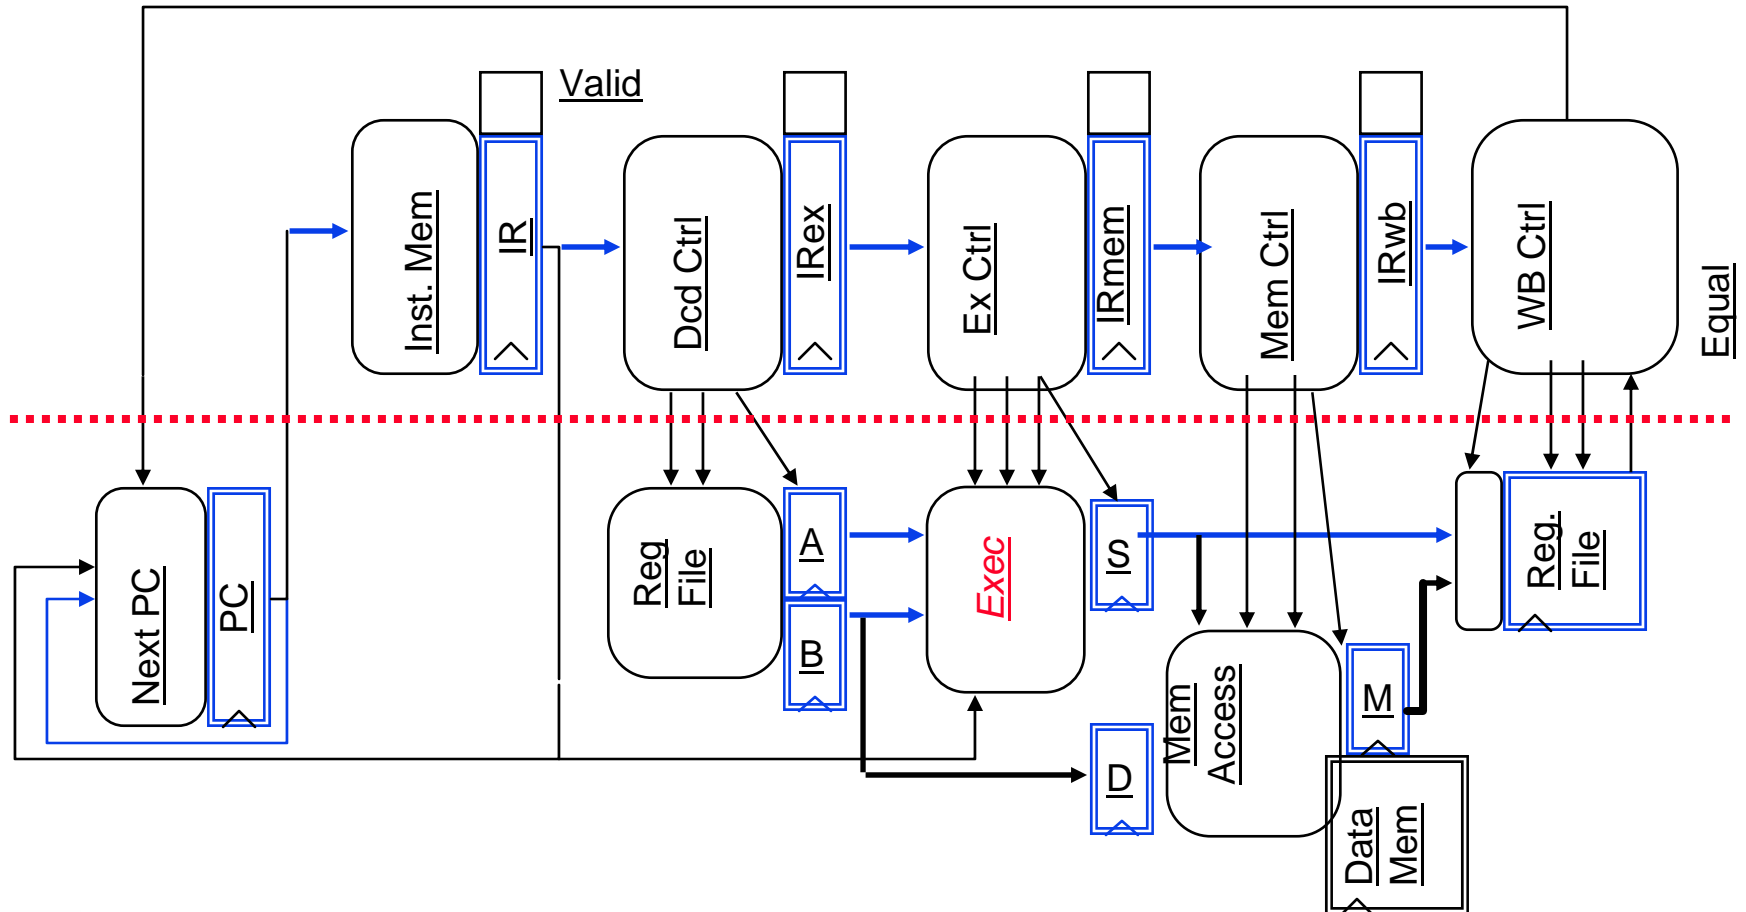 Valid
Inst. Mem
IR
Dcd Ctrl
IRex
Ex Ctrl
IRmem
Mem Ctrl
IRwb
WB Ctrl
Equal
Next PC
PC
Reg
File
A
B
Exec
S
D
Mem
Access
M
Data
Mem
Reg.
File